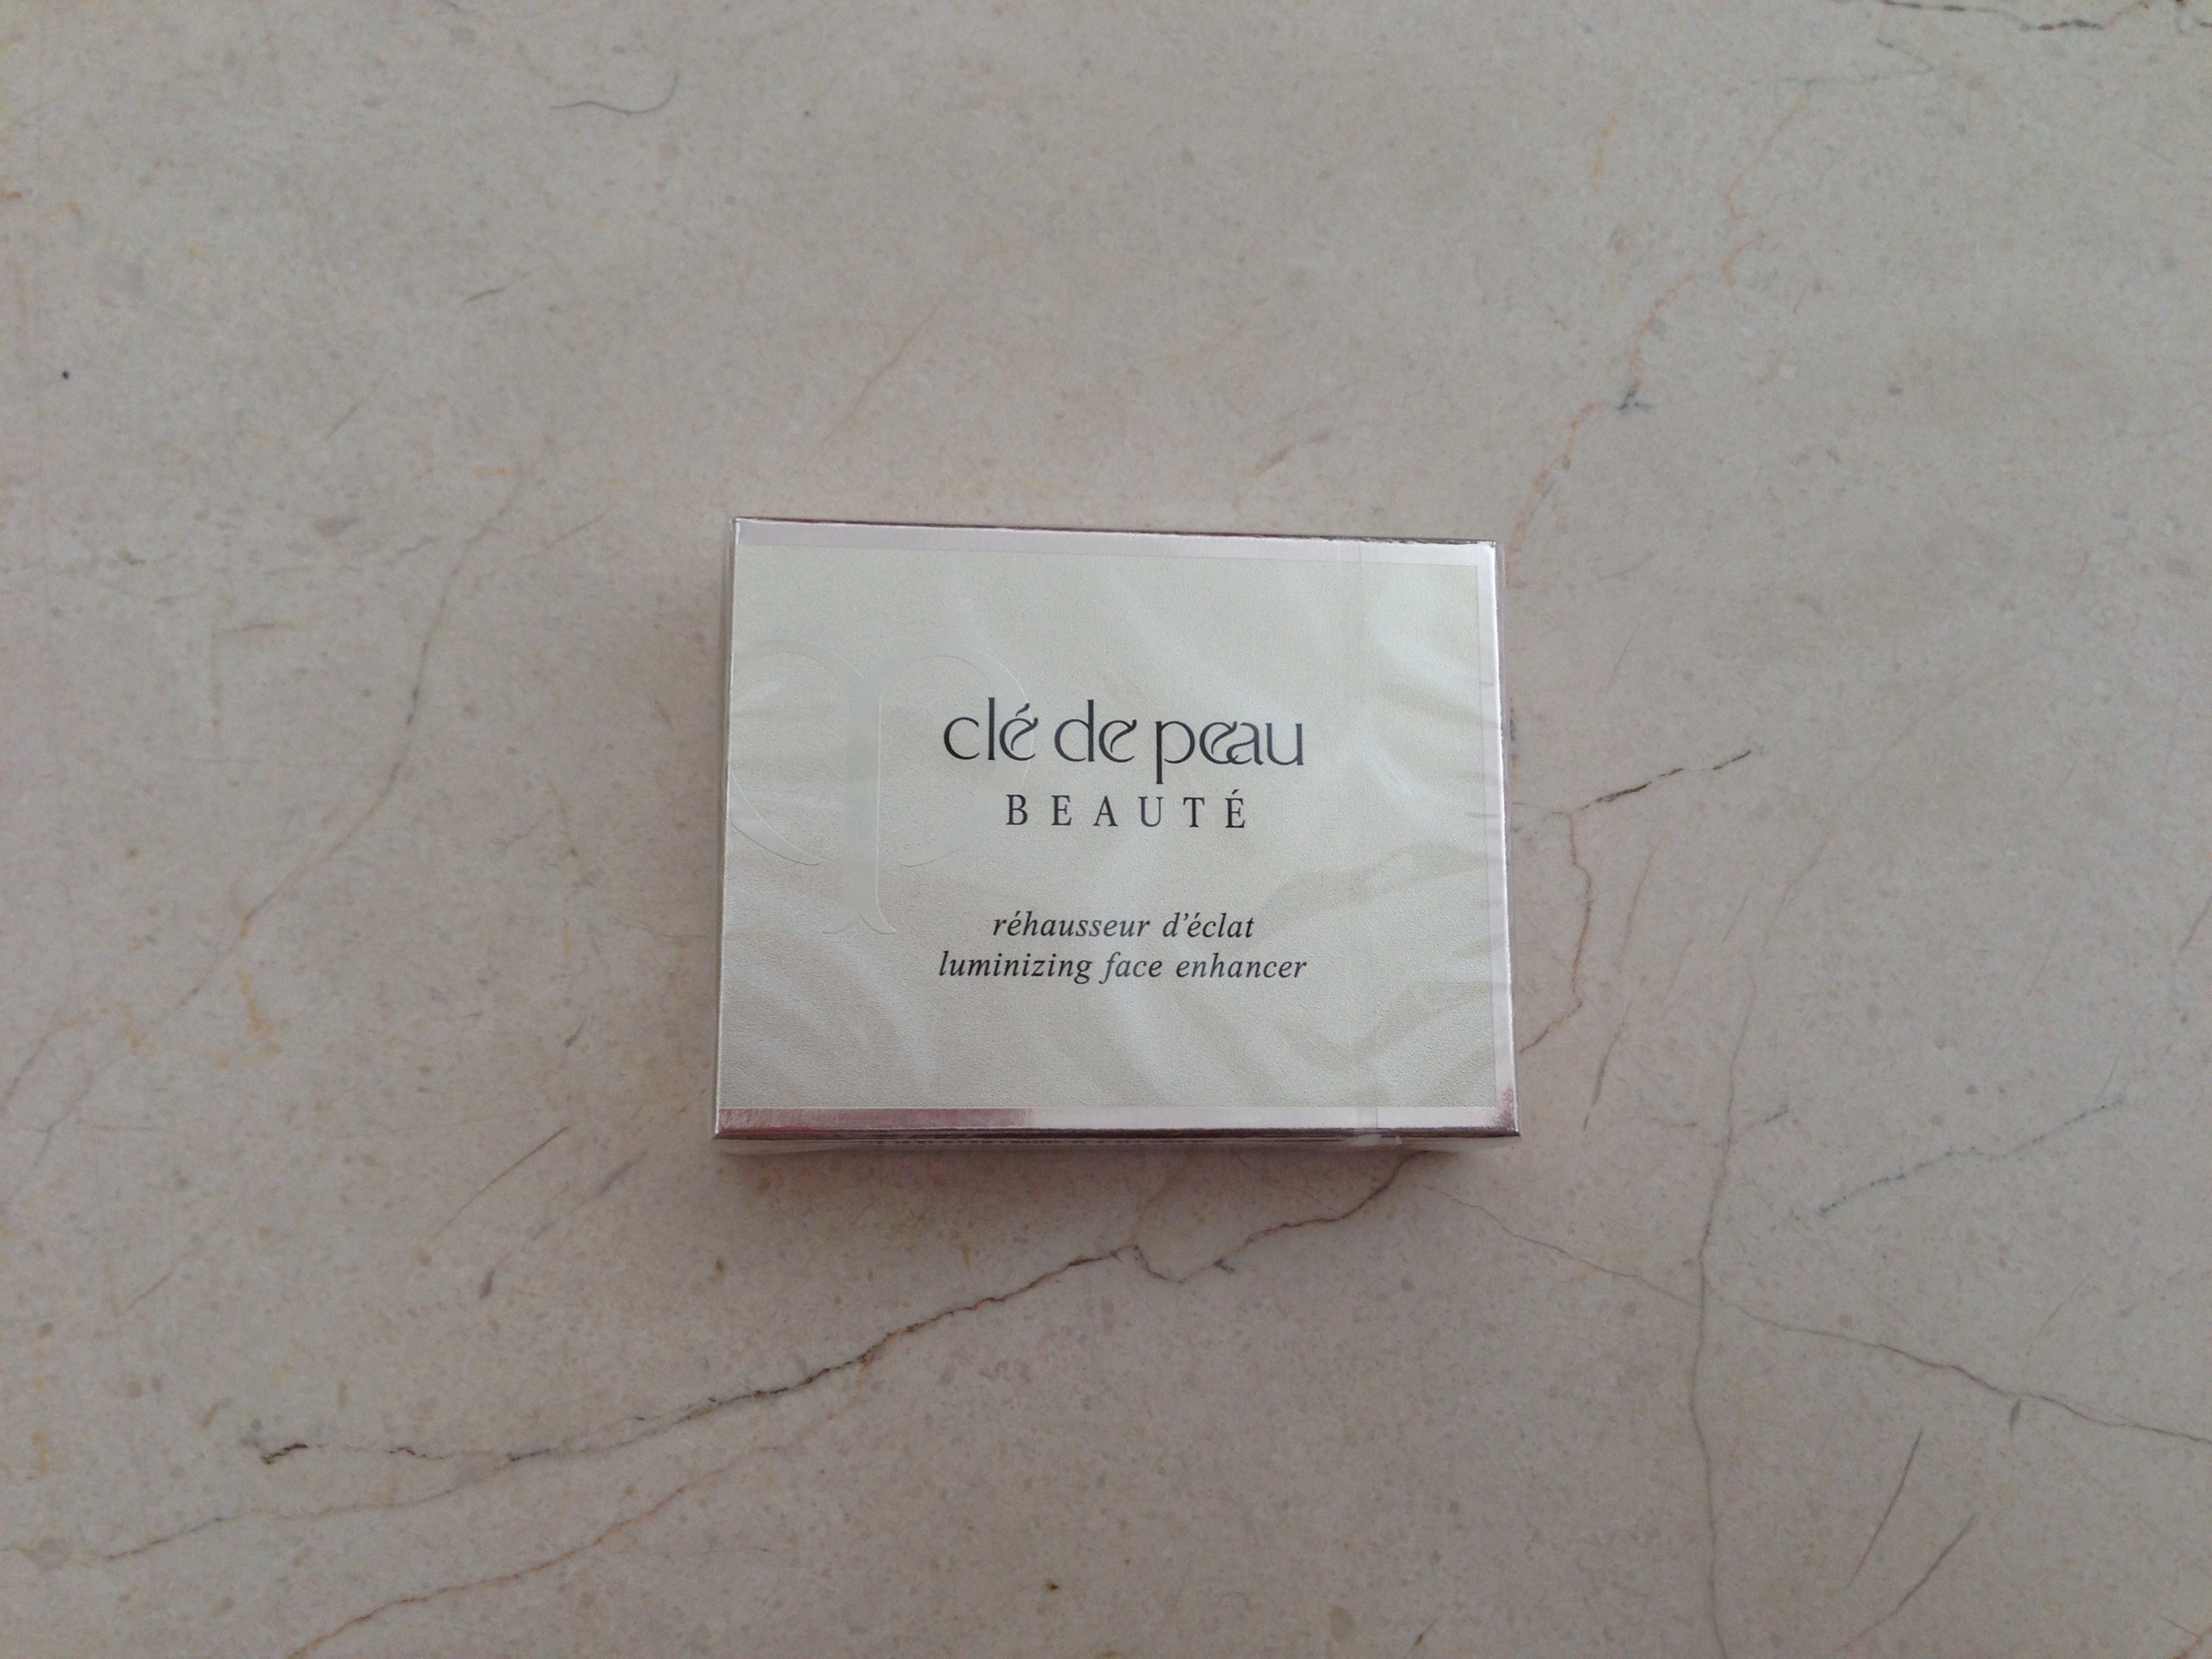 clé de peau
BEAUTÉ
réhausseur d'éclat
luminizing face enhancer